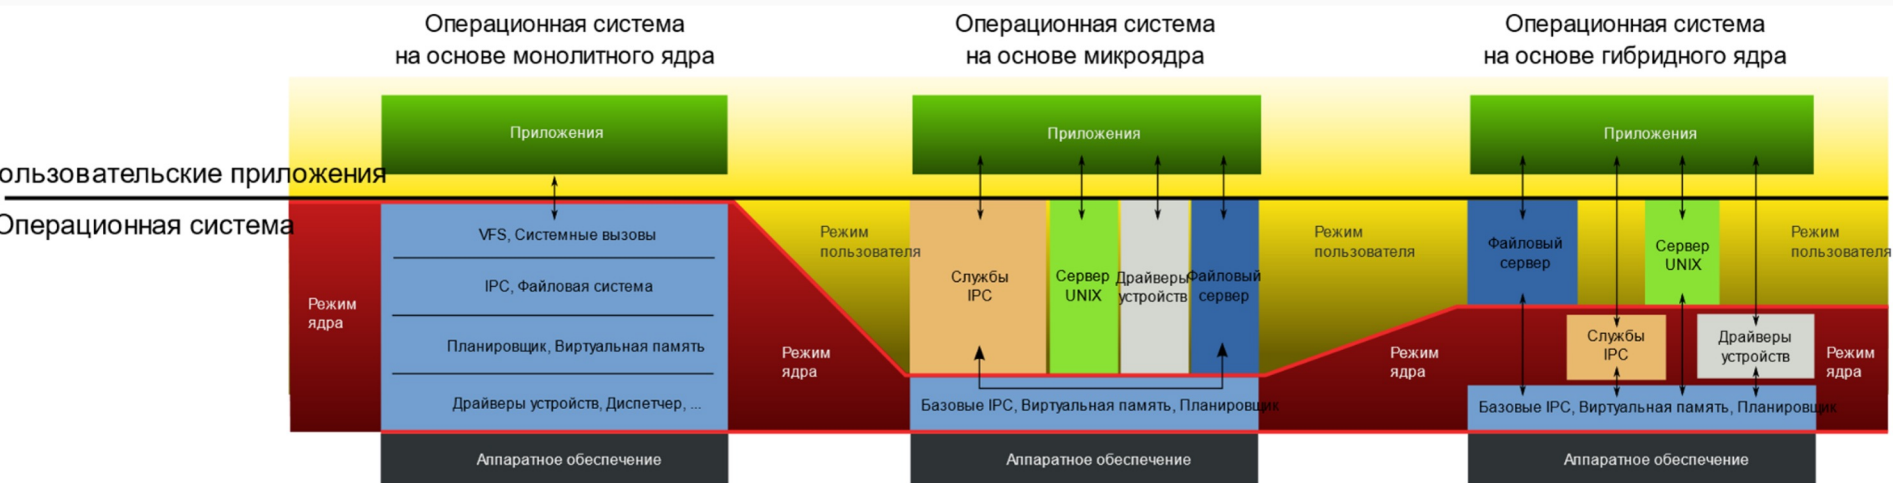 Операционная система
на основе монолитного ядра
Операционная система
на основе микроядра
Операционная система
на основе гибридного ядра
Приложения
Приложения
Приложения
ользовательские приложения
Операционная система
VFS, Системные вызовы
IPC, Файловая система
Планировщик, Виртуальная память
Драйверы устройств, Диспетчер, ...
Аппаратное обеспечение
Режим
ядра
Режим
ядра
Режим
пользователя
Службы
IPC
Сервер
UNIX
Драйверы
устройств
Файловый
сервер
Базовые IPC, Виртуальная память, Планировщик
Аппаратное обеспечение
Режим
пользователя
Режим
ядра
Файловый
сервер
Сервер
UNIX
Режим
пользователя
Службы
IPC
Драйверы
устройств
Режим
ядра
Базовые IPC, Виртуальная память, Планировщик
Аппаратное обеспечение